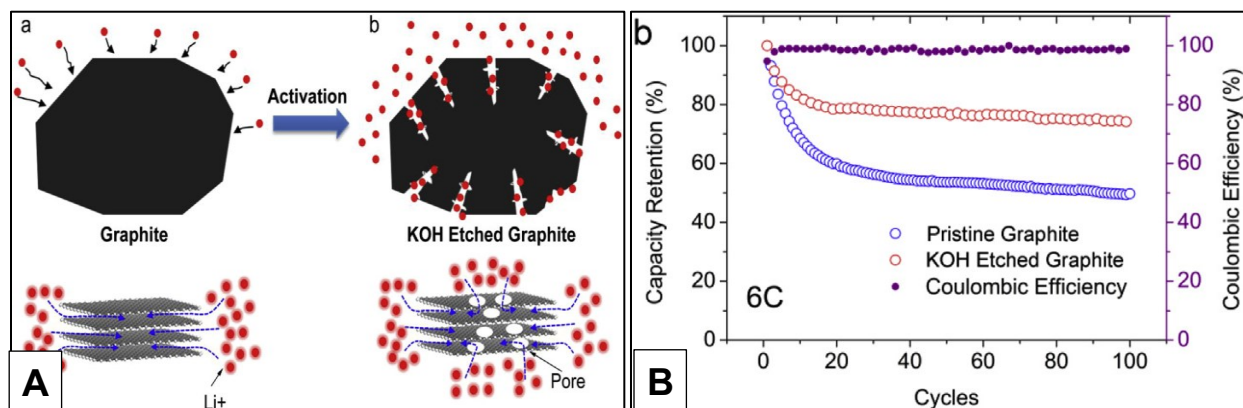 a
b
Activation
Graphite
KOH Etched Graphite
Li+
Pore
A
b
Capacity Retention (%)
100
80
60
40
20
0
Coulombic Efficiency (%)
100
80
60
40
20
0
Pristine Graphite
KOH Etched Graphite
Coulombic Efficiency
6C
0
20
40
60
80
100
Cycles
B